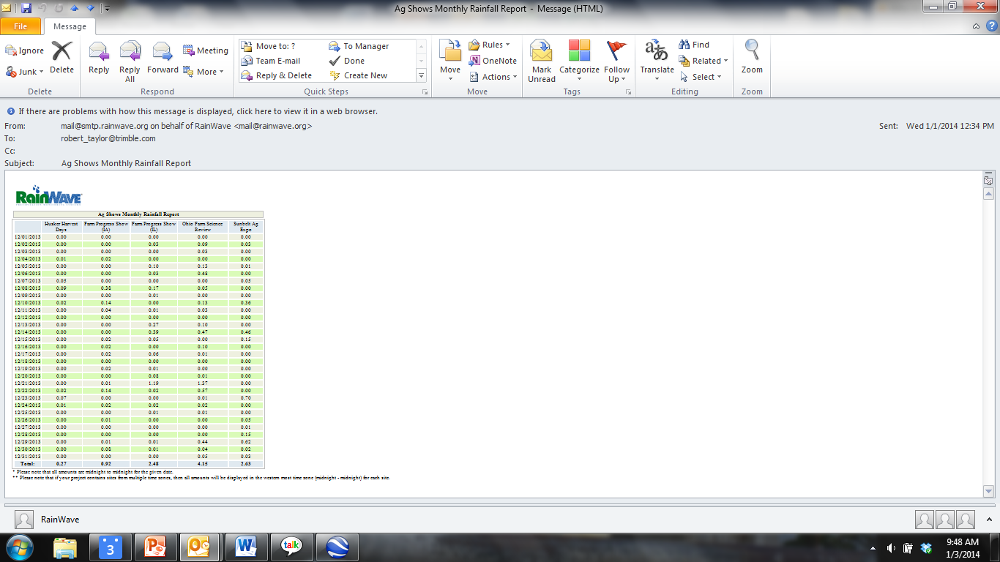 Ag Shows Monthly Rainfall Report - Message (HTML)
File Message
Ignore Delete Junk Delete
Reply Reply All Forward Meeting More Respond
Move to: ? To Manager
Team E-mail Done
Reply & Delete Create New
Quick Steps
Move Rules OneNote Actions Move
Mark Unread Categorize Follow Up Tags
Translate Find Related Select Editing
Zoom Zoom
If there are problems with how this message is displayed, click here to view it in a web browser.
From: mail@smtp.rainwave.org on behalf of RainWave <mail@rainwave.org> Sent: Wed 1/1/2014 12:34 PM
To: robert_taylor@trimble.com
Cc:
Subject: Ag Shows Monthly Rainfall Report
RainWave
Ag Shows Monthly Rainfall Report
Husker Harvest Days Farm Progress Show (IA) Farm Progress Show (IL) Ohio Farm Science Review Sunbelt Ag Expo
12/01/2013 0.00 0.00 0.00 0.00 0.00
12/02/2013 0.00 0.00 0.03 0.09 0.03
12/03/2013 0.00 0.00 0.00 0.03 0.00
12/04/2013 0.01 0.02 0.00 0.00 0.00
12/05/2013 0.00 0.00 0.10 0.13 0.01
12/06/2013 0.00 0.00 0.03 0.48 0.00
12/07/2013 0.05 0.00 0.00 0.00 0.05
12/08/2013 0.09 0.38 0.17 0.05 0.00
12/09/2013 0.00 0.00 0.01 0.00 0.00
12/10/2013 0.02 0.14 0.00 0.13 0.36
12/11/2013 0.00 0.04 0.01 0.03 0.00
12/12/2013 0.00 0.00 0.00 0.00 0.00
12/13/2013 0.00 0.00 0.27 0.10 0.00
12/14/2013 0.00 0.00 0.39 0.47 0.46
12/15/2013 0.00 0.02 0.05 0.00 0.15
12/16/2013 0.00 0.02 0.00 0.10 0.00
12/17/2013 0.00 0.02 0.06 0.01 0.00
12/18/2013 0.00 0.00 0.00 0.00 0.00
12/19/2013 0.00 0.02 0.01 0.00 0.00
12/20/2013 0.00 0.00 0.08 0.01 0.00
12/21/2013 0.00 0.01 1.19 1.37 0.00
12/22/2013 0.02 0.14 0.02 0.57 0.00
12/23/2013 0.07 0.00 0.00 0.01 0.70
12/24/2013 0.01 0.02 0.02 0.02 0.00
12/25/2013 0.00 0.00 0.01 0.01 0.00
12/26/2013 0.00 0.01 0.00 0.00 0.05
12/27/2013 0.00 0.00 0.00 0.00 0.01
12/28/2013 0.00 0.00 0.00 0.00 0.15
12/29/2013 0.00 0.01 0.01 0.44 0.62
12/30/2013 0.00 0.08 0.01 0.04 0.02
12/31/2013 0.00 0.00 0.00 0.05 0.03
Total: 0.27 0.92 2.48 4.15 2.63
* Please note that all amounts are midnight to midnight for the given date.
** Please note that if your project contains sites from multiple time zones, then all amounts will be displayed in the western most time zone (midnight - midnight) for each site.
RainWave
3 talk
9:48 AM
1/3/2014